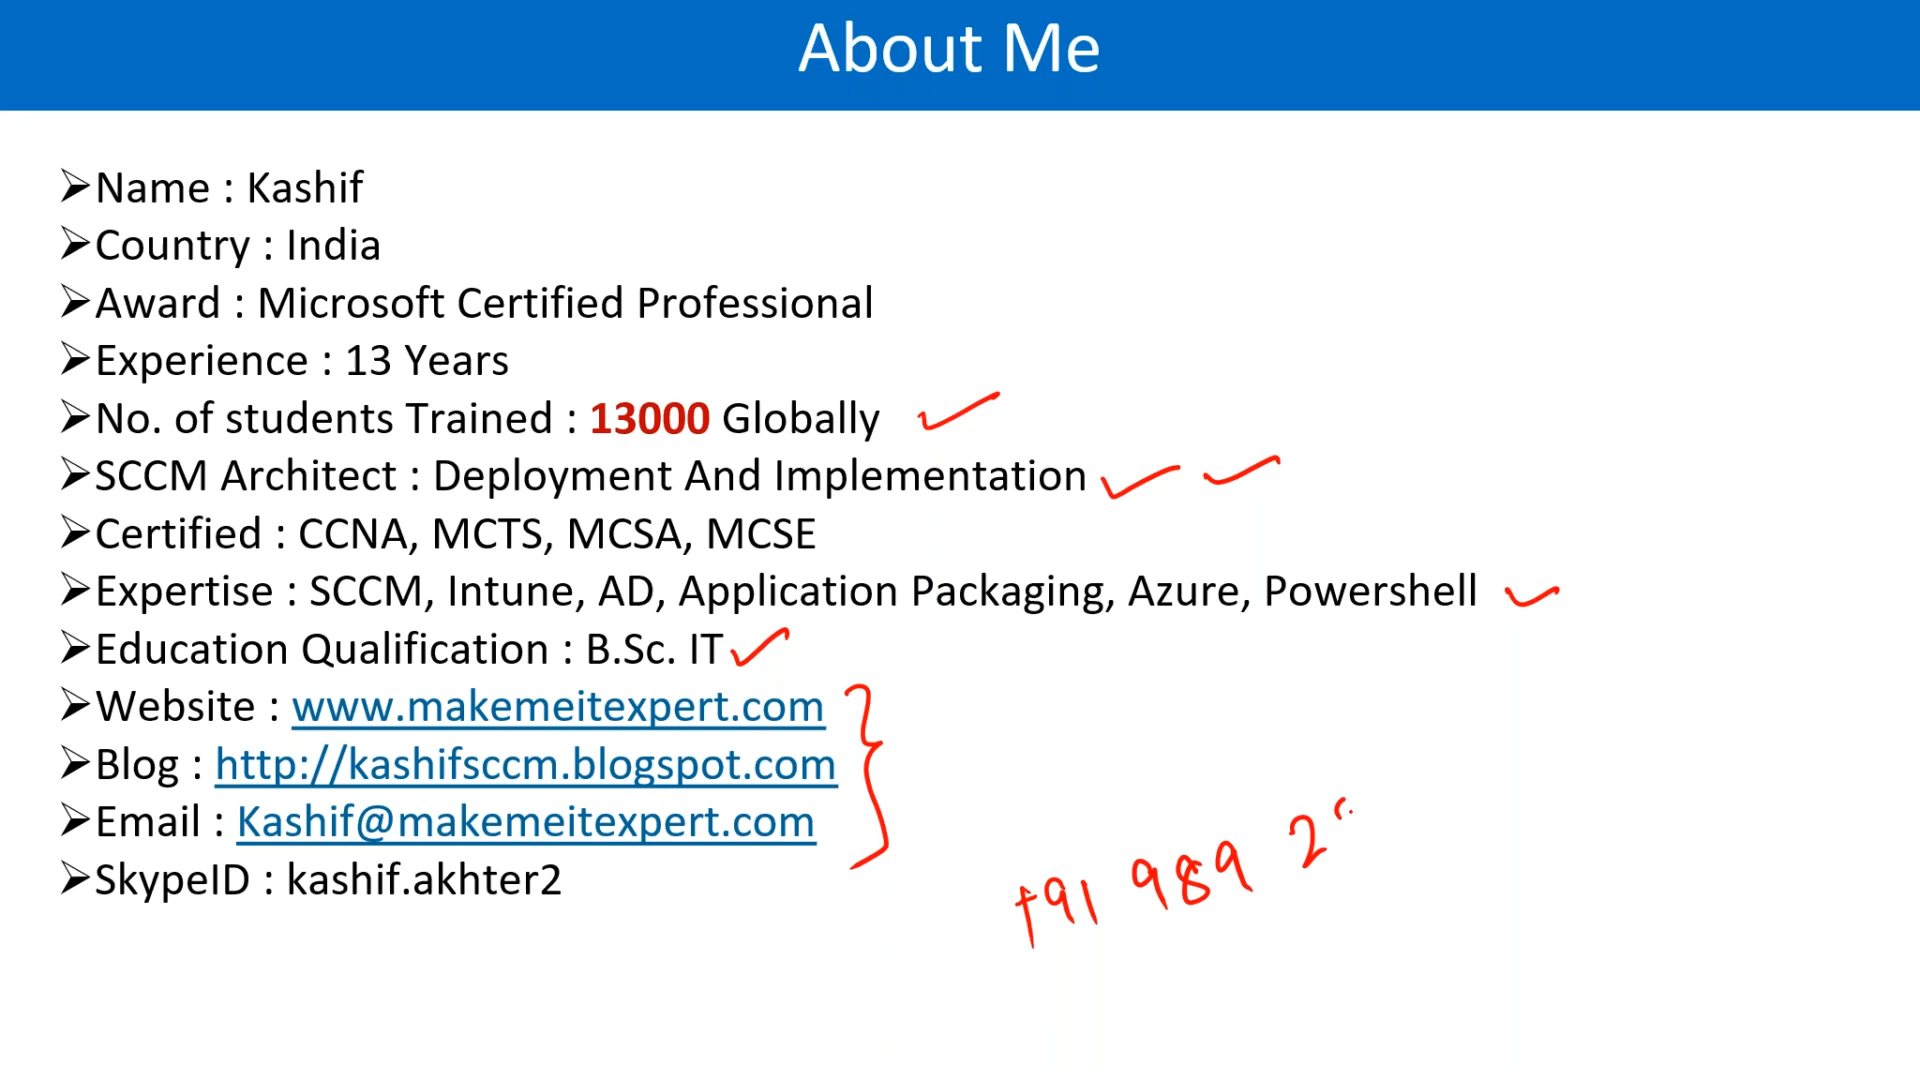 About Me
➢Name : Kashif
➢Country : India
➢Award : Microsoft Certified Professional
➢Experience : 13 Years
➢No. of students Trained : 13000 Globally
➢SCCM Architect : Deployment And Implementation
➢Certified : CCNA, MCTS, MCSA, MCSE
➢Expertise : SCCM, Intune, AD, Application Packaging, Azure, Powershell
➢Education Qualification : B.Sc. IT
➢Website : www.makemeitexpert.com
➢Blog : http://kashifsccm.blogspot.com
➢Email : Kashif@makemeitexpert.com
➢SkypeID : kashif.akhter2
+91 989 2